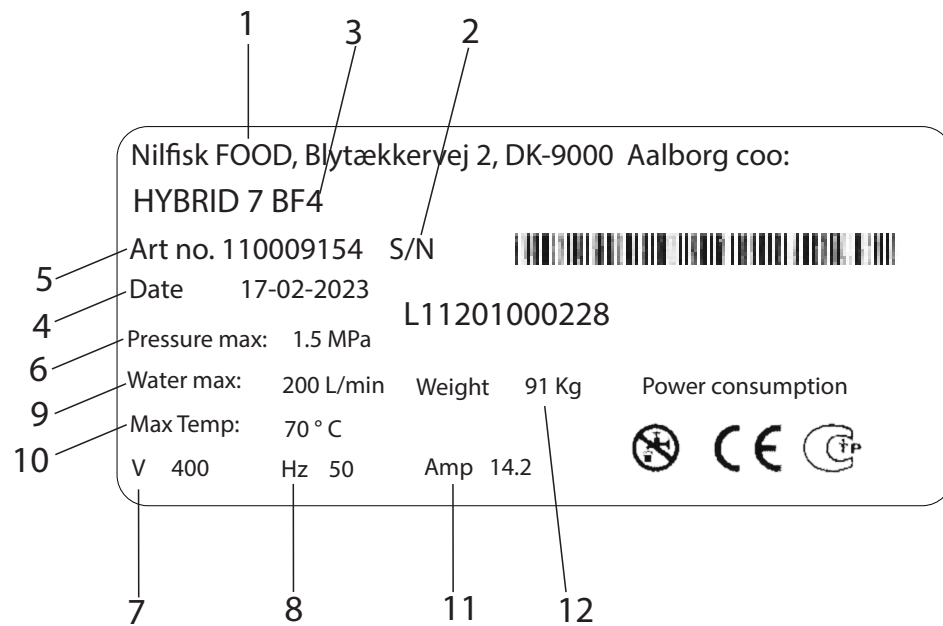 1 3 2
Nilfisk FOOD, Blytækkervej 2, DK-9000 Aalborg coo:
HYBRID 7 BF4
5 Art no. 110009154 S/N
4 Date 17-02-2023
L11201000228
6 Pressure max: 1.5 MPa
9 Water max: 200 L/min Weight 91 Kg Power consumption
10 Max Temp: 70 ° C
V 400 Hz 50 Amp 14.2
CE
7 8 11 12